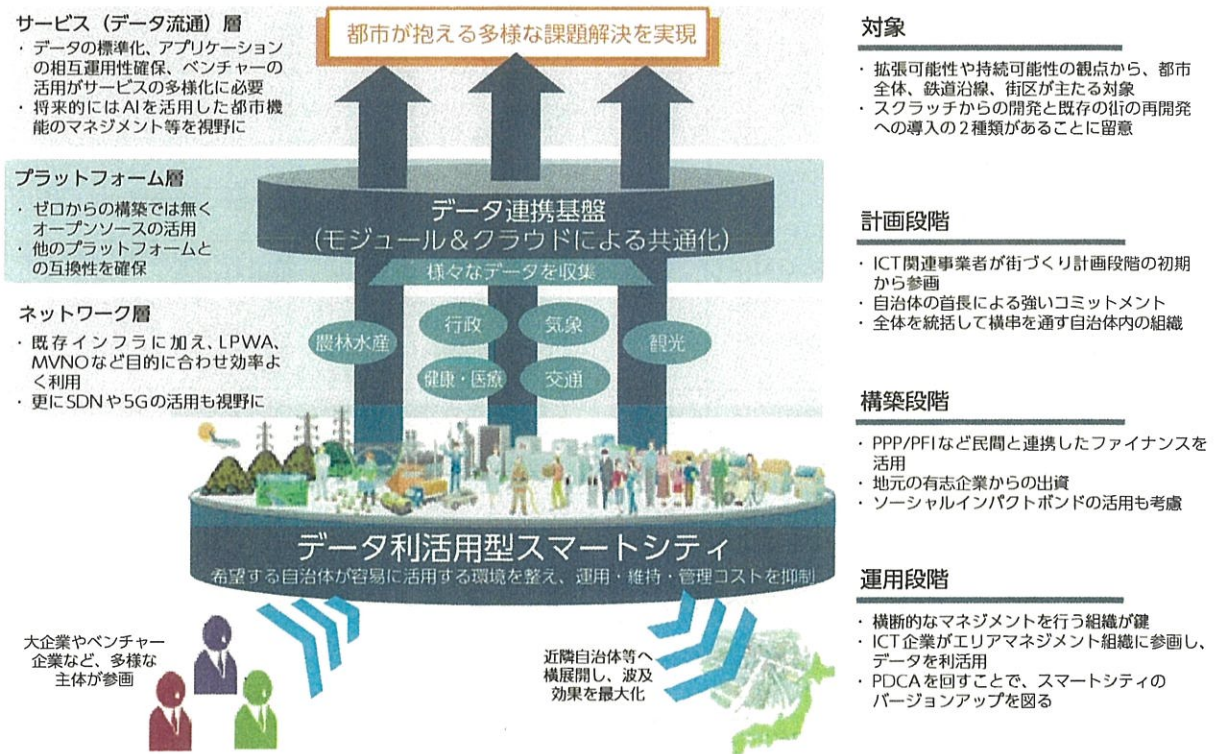 サービス（データ流通）層
・ データの標準化、アプリケーション
の相互運用性確保、ベンチャーの
活用がサービスの多様化に必要
・ 将来的にはAIを活用した都市機
能のマネジメント等を視野に
都市が抱える多様な課題解決を実現
プラットフォーム層
・ ゼロからの構築では無く
オープンソースの活用
・ 他のプラットフォームと
の互換性を確保
データ連携基盤
(モジュール＆クラウドによる共通化)
様々なデータを収集
ネットワーク層
・ 既存インフラに加え、LPWA、
MVNOなど目的に合わせ効率よ
く利用
・ 更にSDNや5Gの活用も視野に
農林水産
行政
気象
観光
健康・医療
交通
データ利活用型スマートシティ
希望する自治体が容易に活用する環境を整え、運用・維持・管理コストを抑制
大企業やベンチャー
企業など、多様な
主体が参画
近隣自治体等へ
横展開し、波及
効果を最大化
対象
・ 拡張可能性や持続可能性の観点から、都市
全体、鉄道沿線、街区が主たる対象
・ スクラッチからの開発と既存の街の再開発
への導入の2種類があることに留意
計画段階
・ ICT関連事業者が街づくり計画段階の初期
から参画
・ 自治体の首長による強いコミットメント
・ 全体を統括して横串を通す自治体内の組織
構築段階
・ PPP/PFIなど民間と連携したファイナンスを
活用
・ 地元の有志企業からの出資
・ ソーシャルインパクトボンドの活用も考慮
運用段階
・ 横断的なマネジメントを行う組織が鍵
・ ICT企業がエリアマネジメント組織に参画し、
データを利活用
・ PDCAを回すことで、スマートシティの
バージョンアップを図る